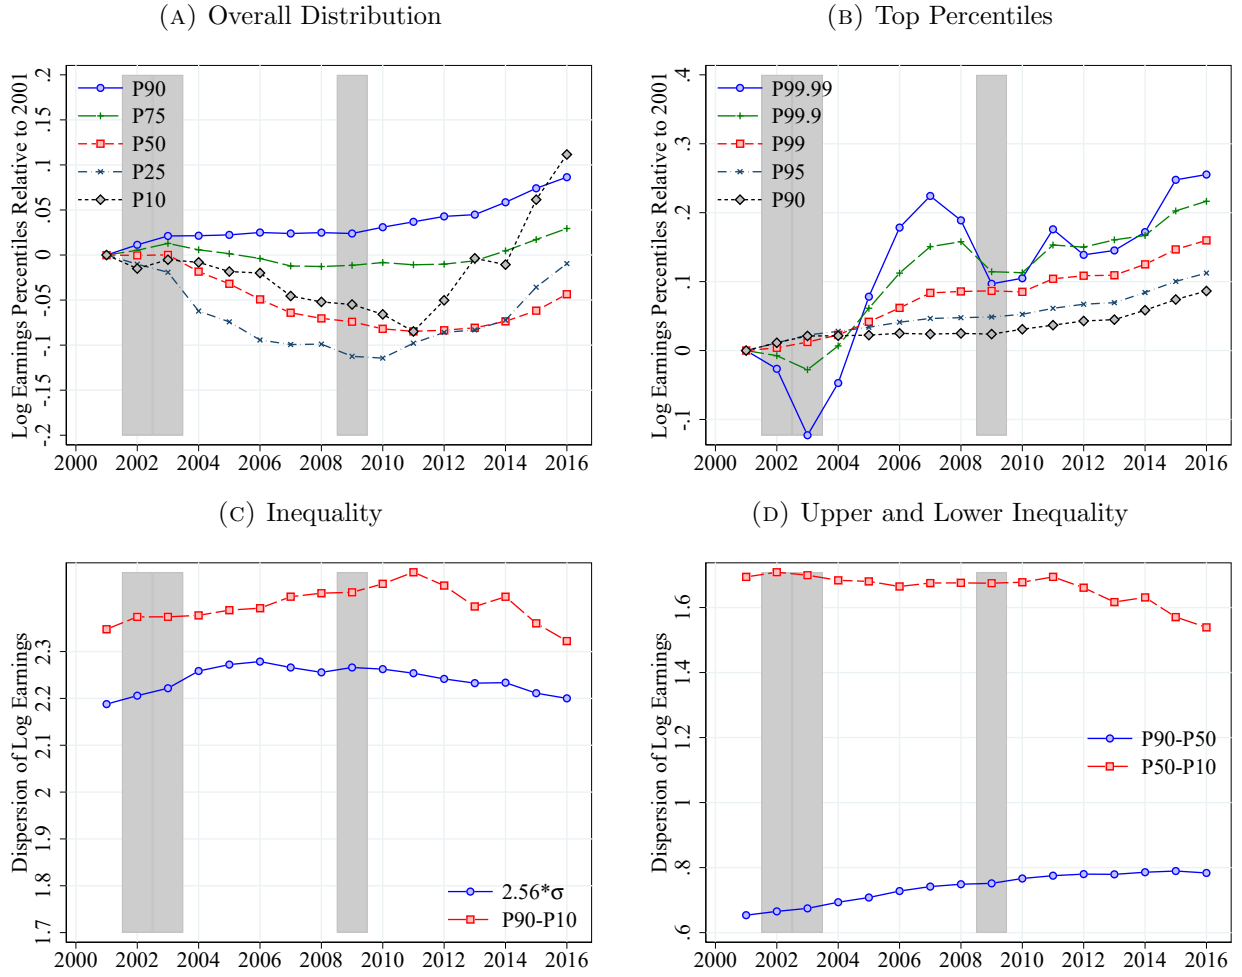 (A) Overall Distribution
Log Earnings Percentiles Relative to 2001
.2
.15
.1
.05
0
-.05
-.1
-.15
-.2
P90
P75
P50
P25
P10
2000 2002 2004 2006 2008 2010 2012 2014 2016
(B) Top Percentiles
Log Earnings Percentiles Relative to 2001
.4
.3
.2
.1
0
-.1
P99.99
P99.9
P99
P95
P90
2000 2002 2004 2006 2008 2010 2012 2014 2016
(C) Inequality
Dispersion of Log Earnings
2.3
2.2
2.1
2
1.9
1.8
1.7
2.56*σ
P90-P10
2000 2002 2004 2006 2008 2010 2012 2014 2016
(D) Upper and Lower Inequality
Dispersion of Log Earnings
1.6
1.4
1.2
1
.8
.6
P90-P50
P50-P10
2000 2002 2004 2006 2008 2010 2012 2014 2016